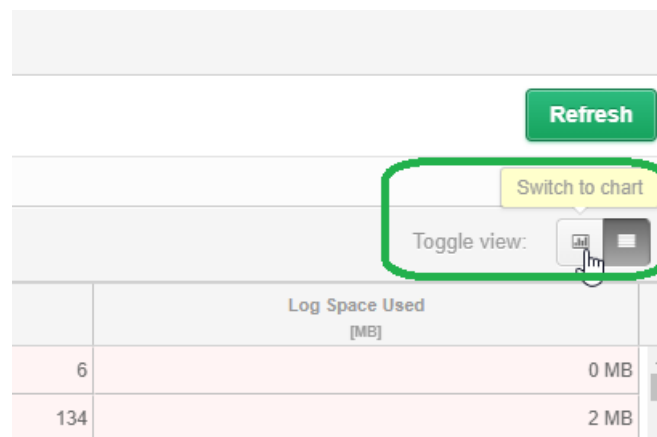 Refresh
Switch to chart
Toggle view:
Log Space Used
[MB]
6 0 MB
134 2 MB